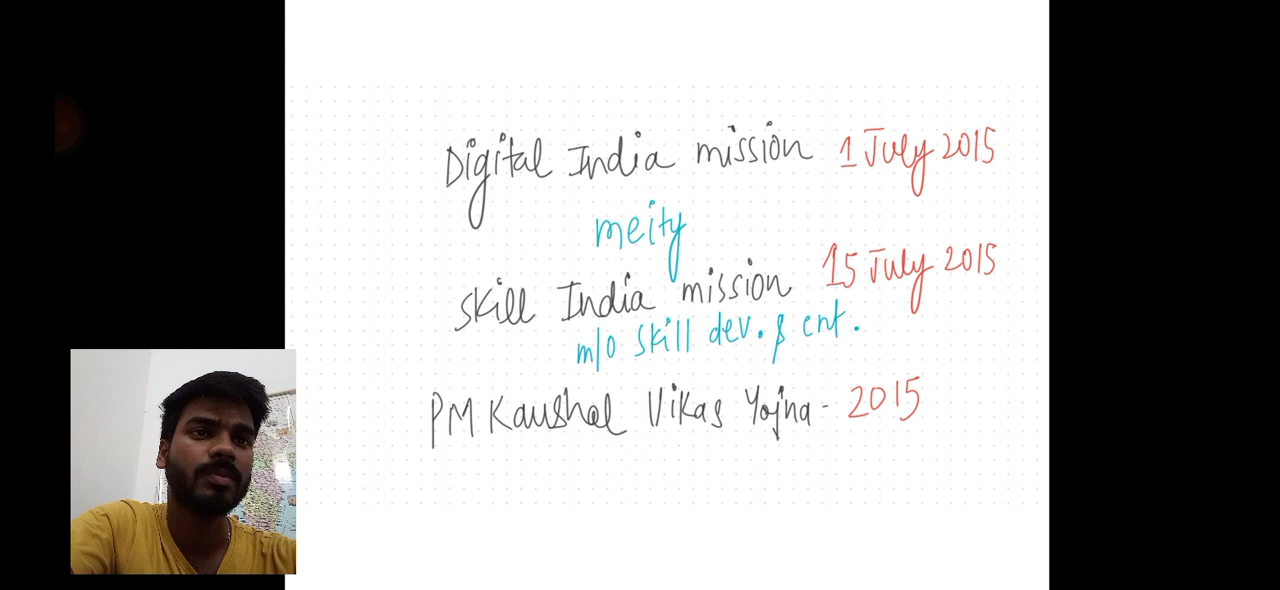 Digital India mission 1 July 2015
meity
Skill India mission 15 July 2015
m/o skill dev. & ent.
PM Kaushal Vikas Yojna - 2015